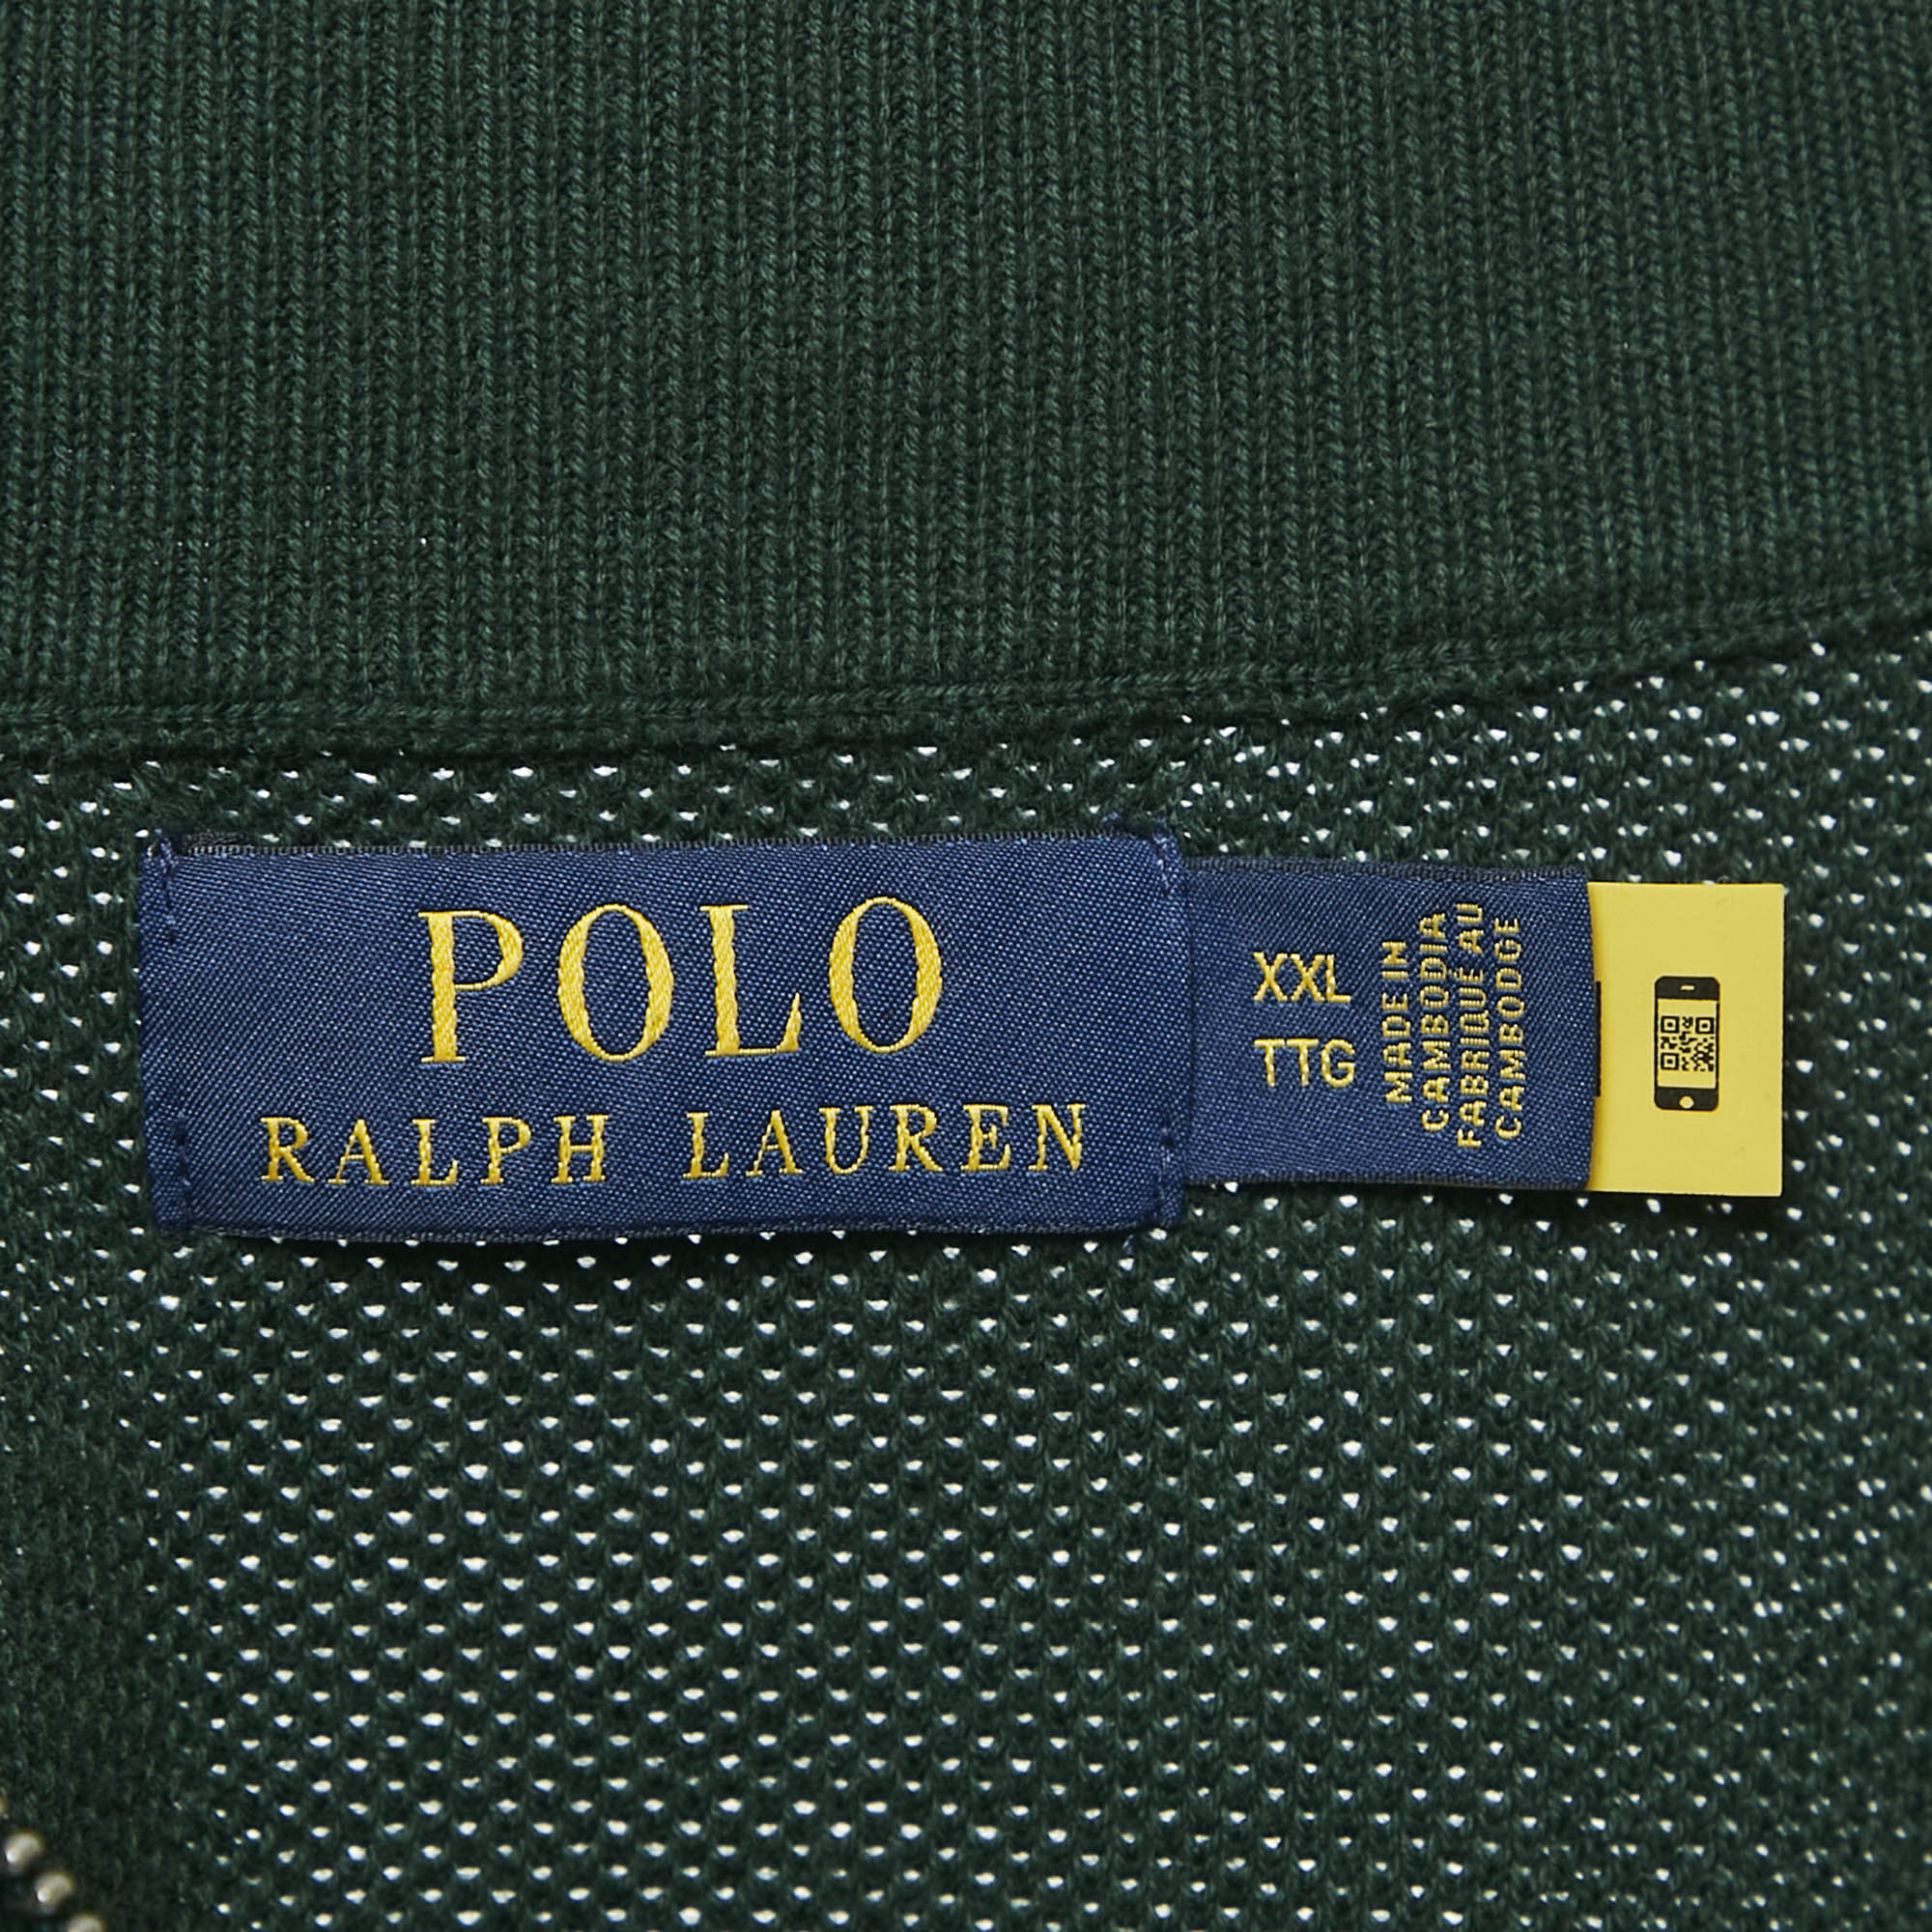 POLO
RALPH LAUREN
XXL
TTG
MADE IN
CAMBODIA
FABRIQUÉ AU
CAMBODGE